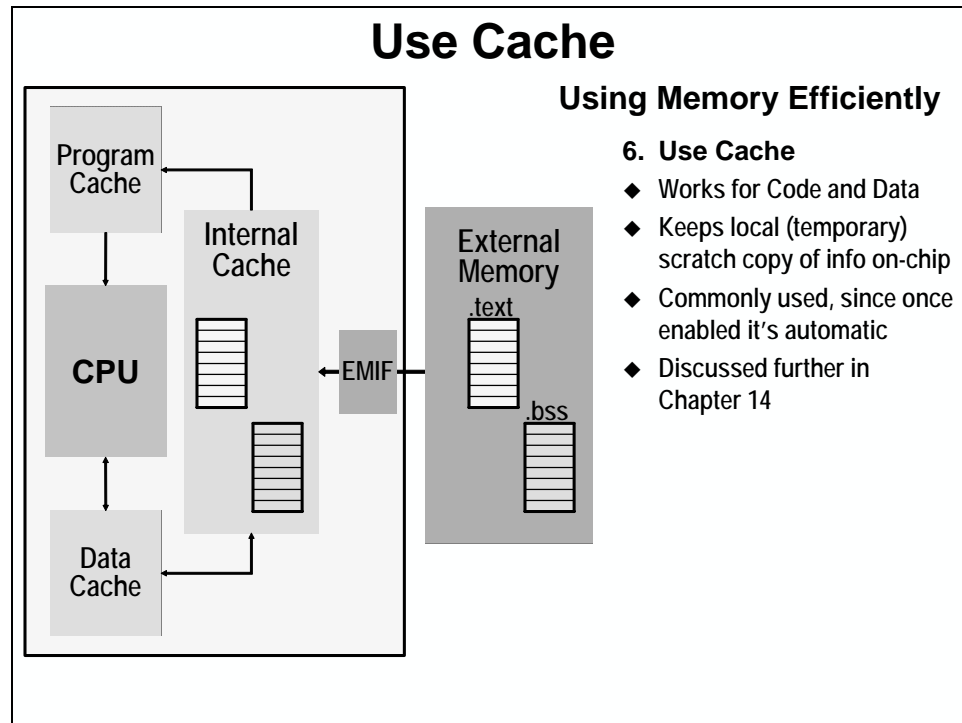 Use Cache
Using Memory Efficiently
Program
Cache
Internal
Cache
CPU
EMIF
Data
Cache
External
Memory
.text
.bss
6. Use Cache
◆ Works for Code and Data
◆ Keeps local (temporary)
scratch copy of info on-chip
◆ Commonly used, since once
enabled it's automatic
◆ Discussed further in
Chapter 14